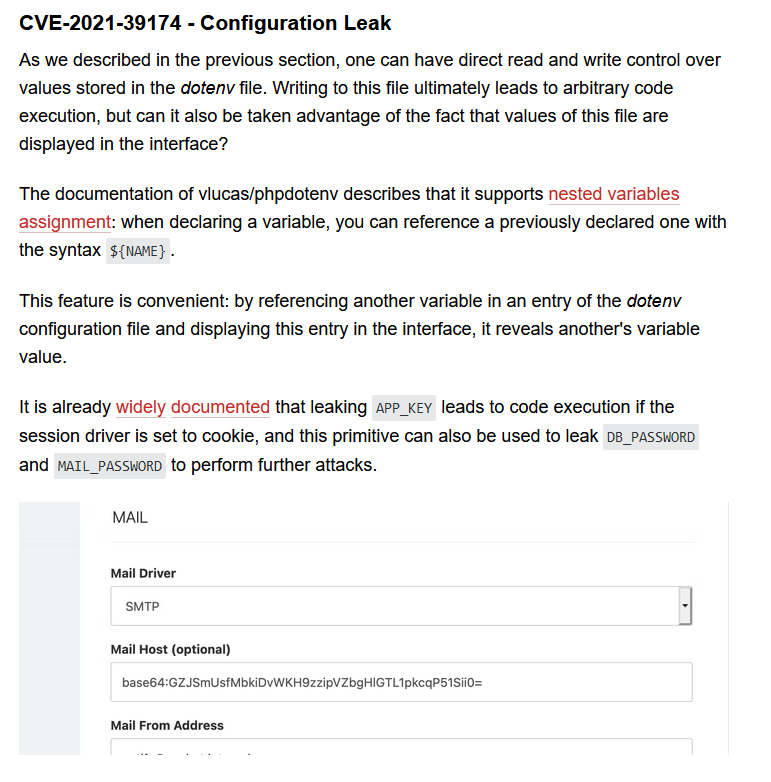 CVE-2021-39174 - Configuration Leak
As we described in the previous section, one can have direct read and write control over
values stored in the dotenv file. Writing to this file ultimately leads to arbitrary code
execution, but can it also be taken advantage of the fact that values of this file are
displayed in the interface?
The documentation of vlucas/phpdotenv describes that it supports nested variables
assignment: when declaring a variable, you can reference a previously declared one with
the syntax ${NAME}.
This feature is convenient: by referencing another variable in an entry of the dotenv
configuration file and displaying this entry in the interface, it reveals another's variable
value.
It is already widely documented that leaking APP_KEY leads to code execution if the
session driver is set to cookie, and this primitive can also be used to leak DB_PASSWORD
and MAIL_PASSWORD to perform further attacks.
MAIL
Mail Driver
SMTP
Mail Host (optional)
base64:GZJSmUsfMbkiDvWKH9zzipVZbgHIGTL1pkcqP51Sii0=
Mail From Address